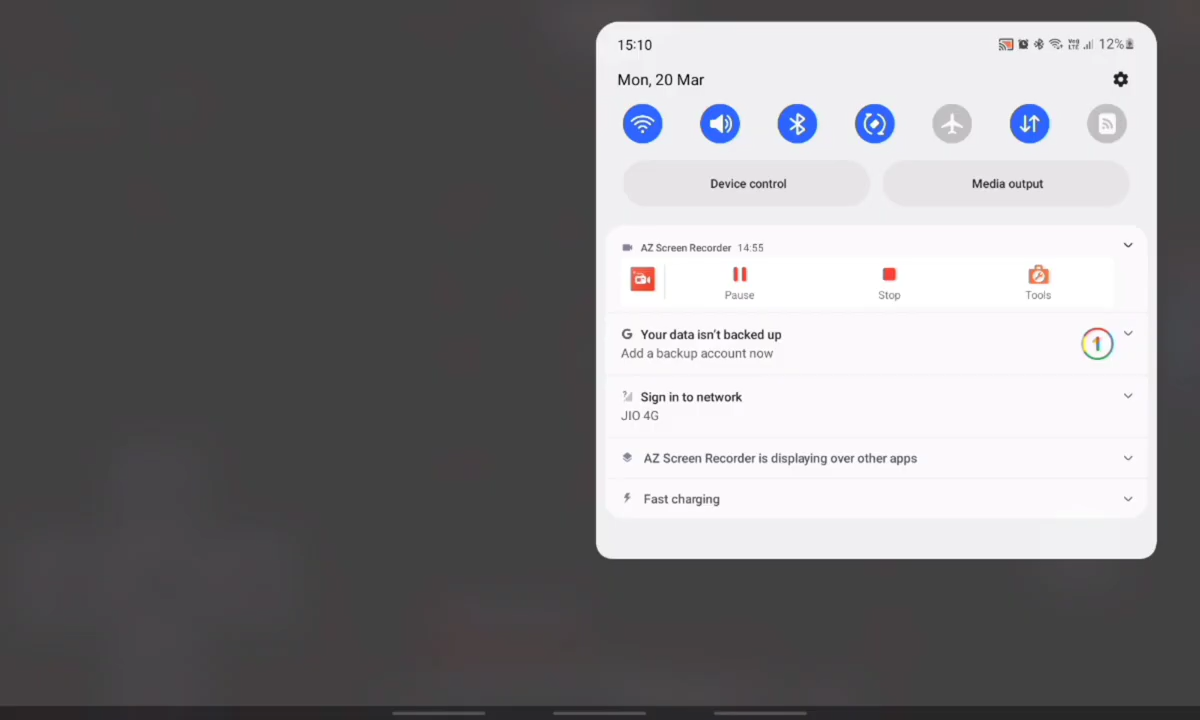 15:10
12%
Mon, 20 Mar
Device control
Media output
AZ Screen Recorder 14:55
Pause
Stop
Tools
G Your data isn't backed up
Add a backup account now
1
Sign in to network
JIO 4G
AZ Screen Recorder is displaying over other apps
Fast charging